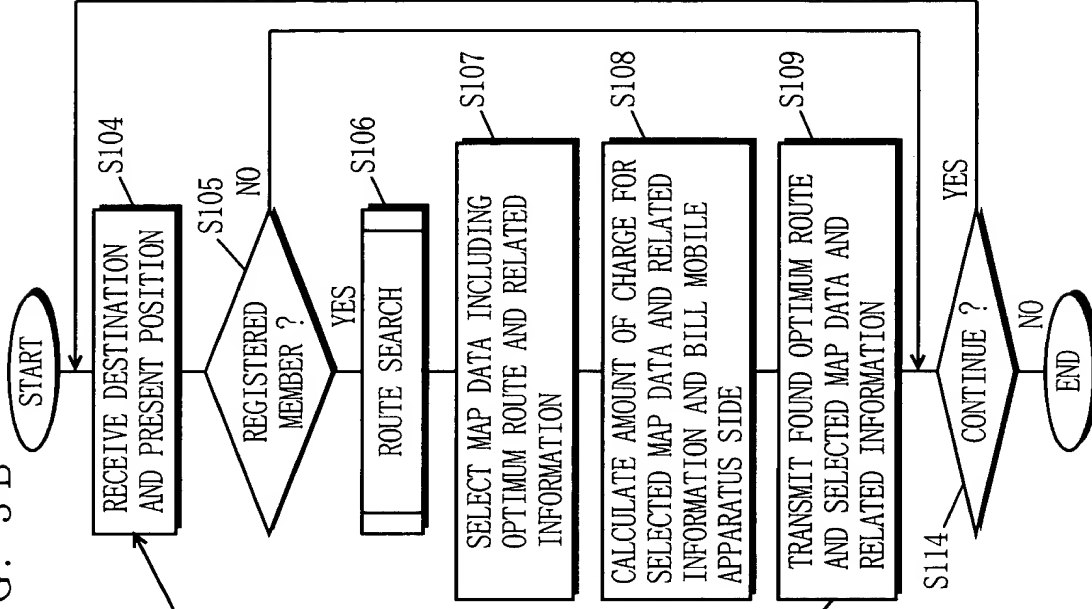 G. 3 B
START
RECEIVE DESTINATION
AND PRESENT POSITION
S104
S105
REGISTERED
MEMBER ?
NO
YES
S106
ROUTE SEARCH
S107
SELECT MAP DATA INCLUDING
OPTIMUM ROUTE AND RELATED
INFORMATION
S108
CALCULATE AMOUNT OF CHARGE FOR
SELECTED MAP DATA AND RELATED
INFORMATION AND BILL MOBILE
APPARATUS SIDE
S109
TRANSMIT FOUND OPTIMUM ROUTE
AND SELECTED MAP DATA AND
RELATED INFORMATION
S114
CONTINUE ?
YES
NO
END